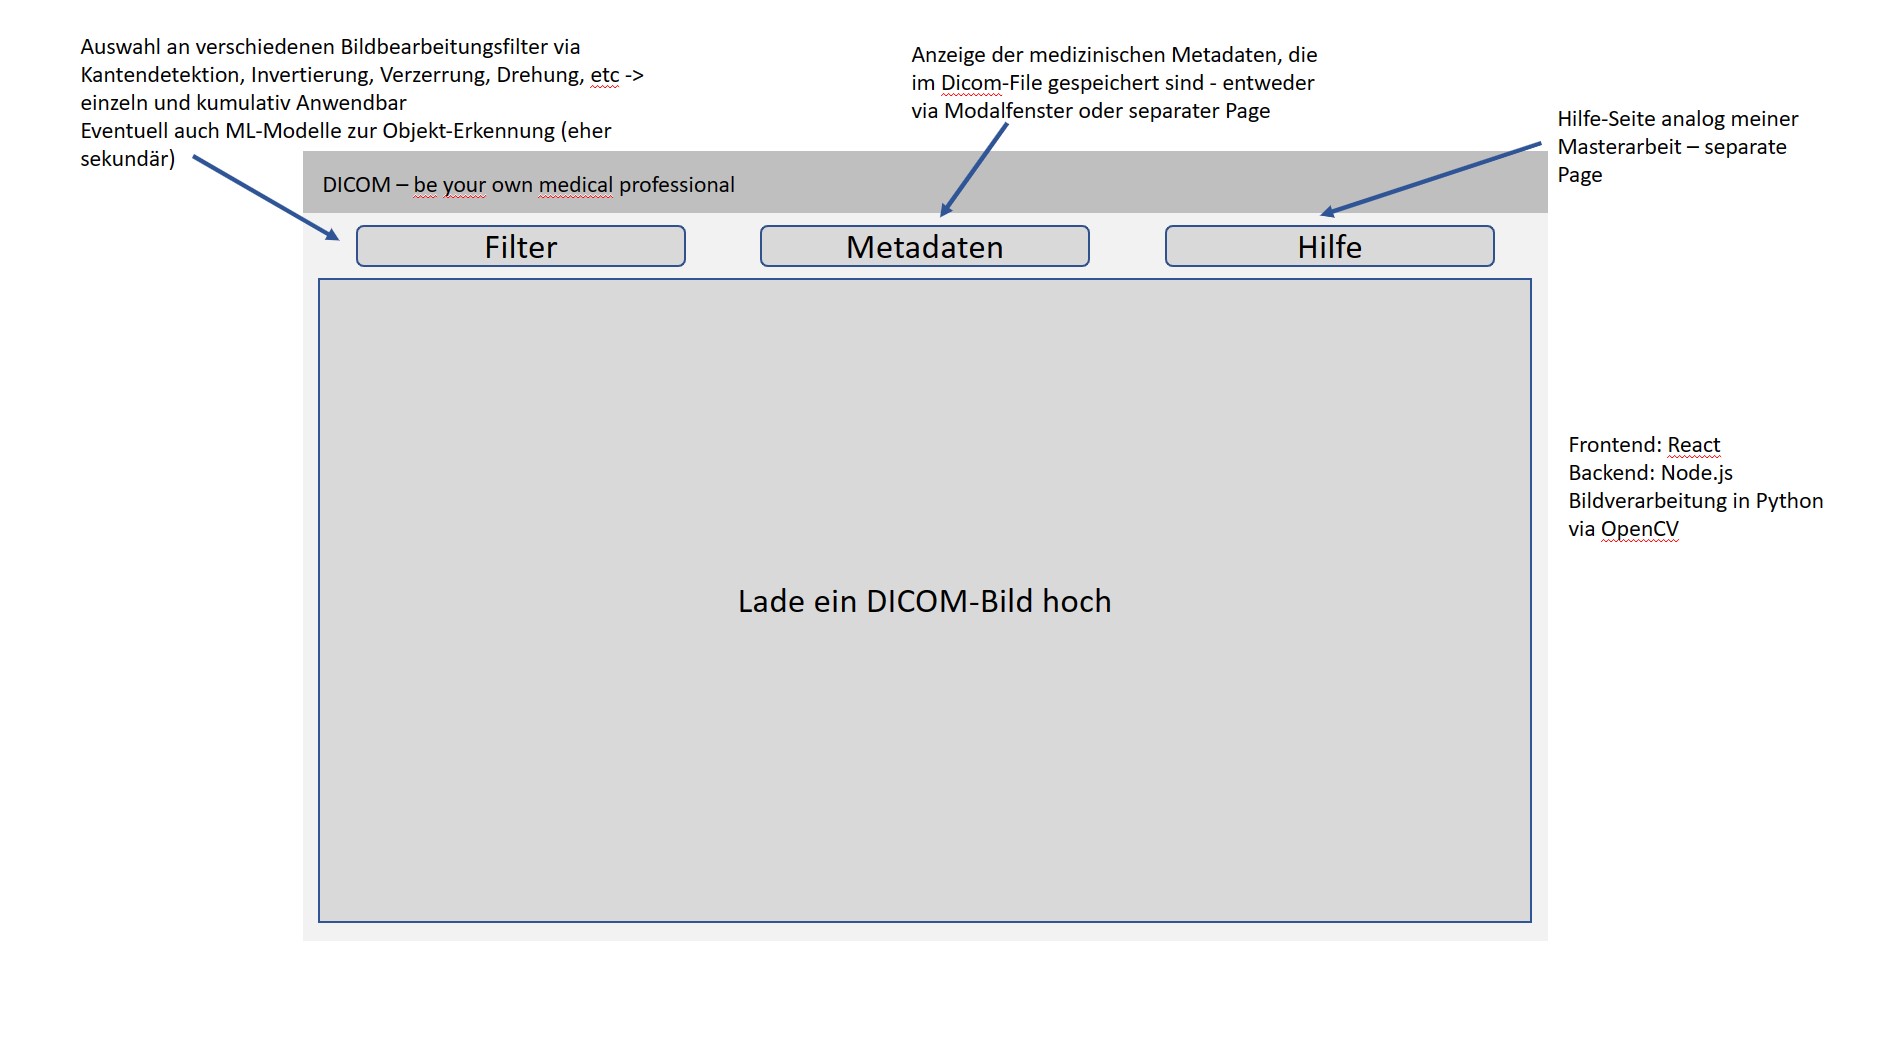 Auswahl an verschiedenen Bildbearbeitungsfilter via
Kantendetektion, Invertierung, Verzerrung, Drehung, etc ->
einzeln und kumulativ Anwendbar
Eventuell auch ML-Modelle zur Objekt-Erkennung (eher
sekundär)
Anzeige der medizinischen Metadaten, die
im Dicom-File gespeichert sind - entweder
via Modalfenster oder separater Page
Hilfe-Seite analog meiner
Masterarbeit – separate
Page
DICOM – be your own medical professional
Filter
Metadaten
Hilfe
Lade ein DICOM-Bild hoch
Frontend: React
Backend: Node.js
Bildverarbeitung in Python
via OpenCV